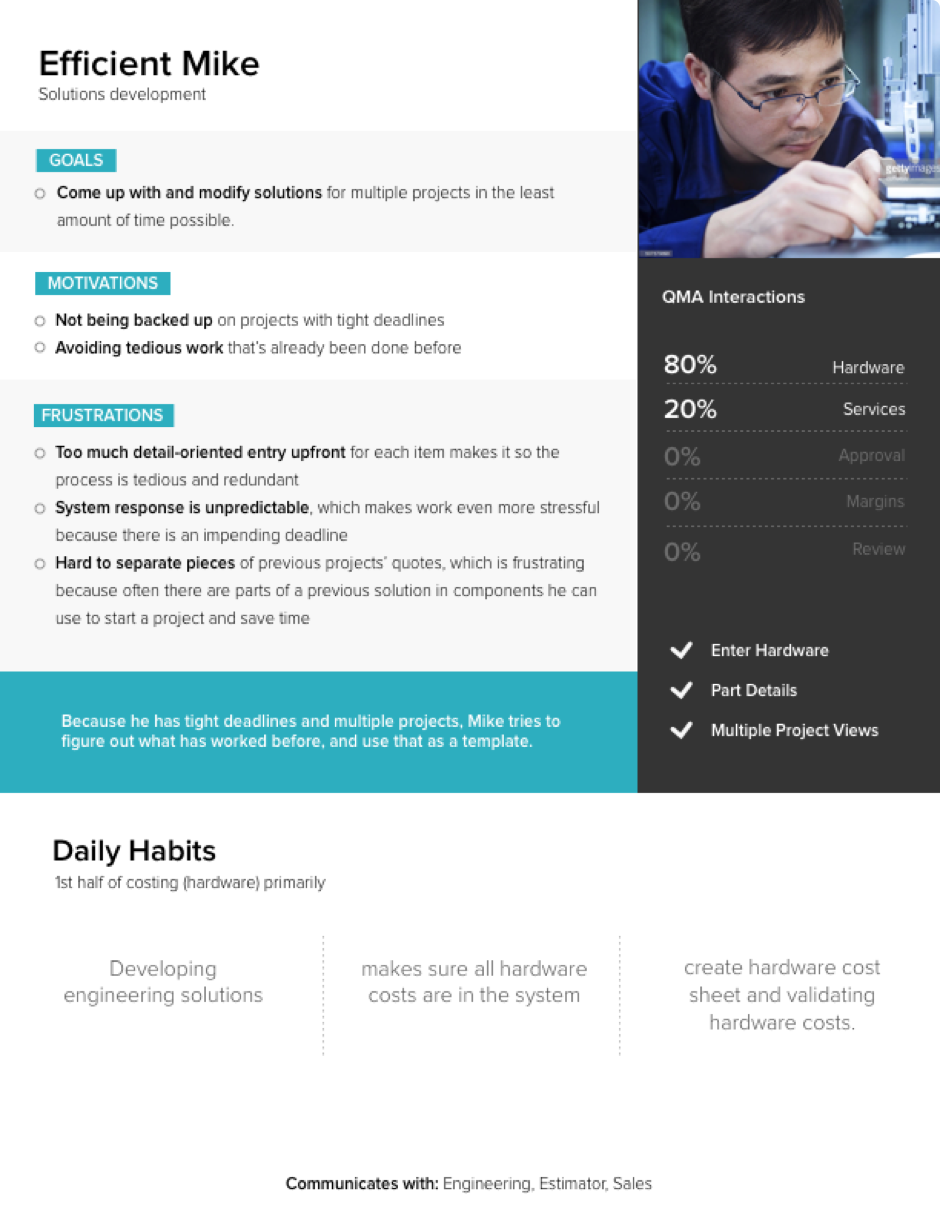 Efficient Mike
Solutions development
GOALS
Come up with and modify solutions for multiple projects in the least
amount of time possible.
MOTIVATIONS
Not being backed up on projects with tight deadlines
Avoiding tedious work that's already been done before
FRUSTRATIONS
Too much detail-oriented entry upfront for each item makes it so the
process is tedious and redundant
System response is unpredictable, which makes work even more stressful
because there is an impending deadline
Hard to separate pieces of previous projects' quotes, which is frustrating
because often there are parts of a previous solution in components he can
use to start a project and save time
Because he has tight deadlines and multiple projects, Mike tries to
figure out what has worked before, and use that as a template.
gettyimages
QMA Interactions
80% Hardware
20% Services
0% Approval
0% Margins
0% Review
Enter Hardware
Part Details
Multiple Project Views
Daily Habits
1st half of costing (hardware) primarily
Developing
engineering solutions
makes sure all hardware
costs are in the system
create hardware cost
sheet and validating
hardware costs.
Communicates with: Engineering, Estimator, Sales